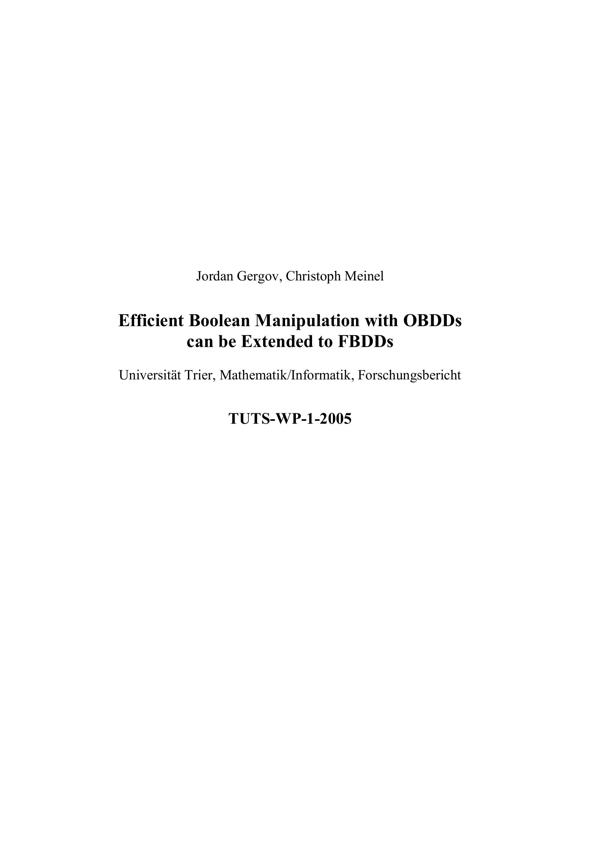 Jordan Gergov, Christoph Meinel
Efficient Boolean Manipulation with OBDDs
can be Extended to FBDDs
Universität Trier, Mathematik/Informatik, Forschungsbericht
TUTS-WP-1-2005